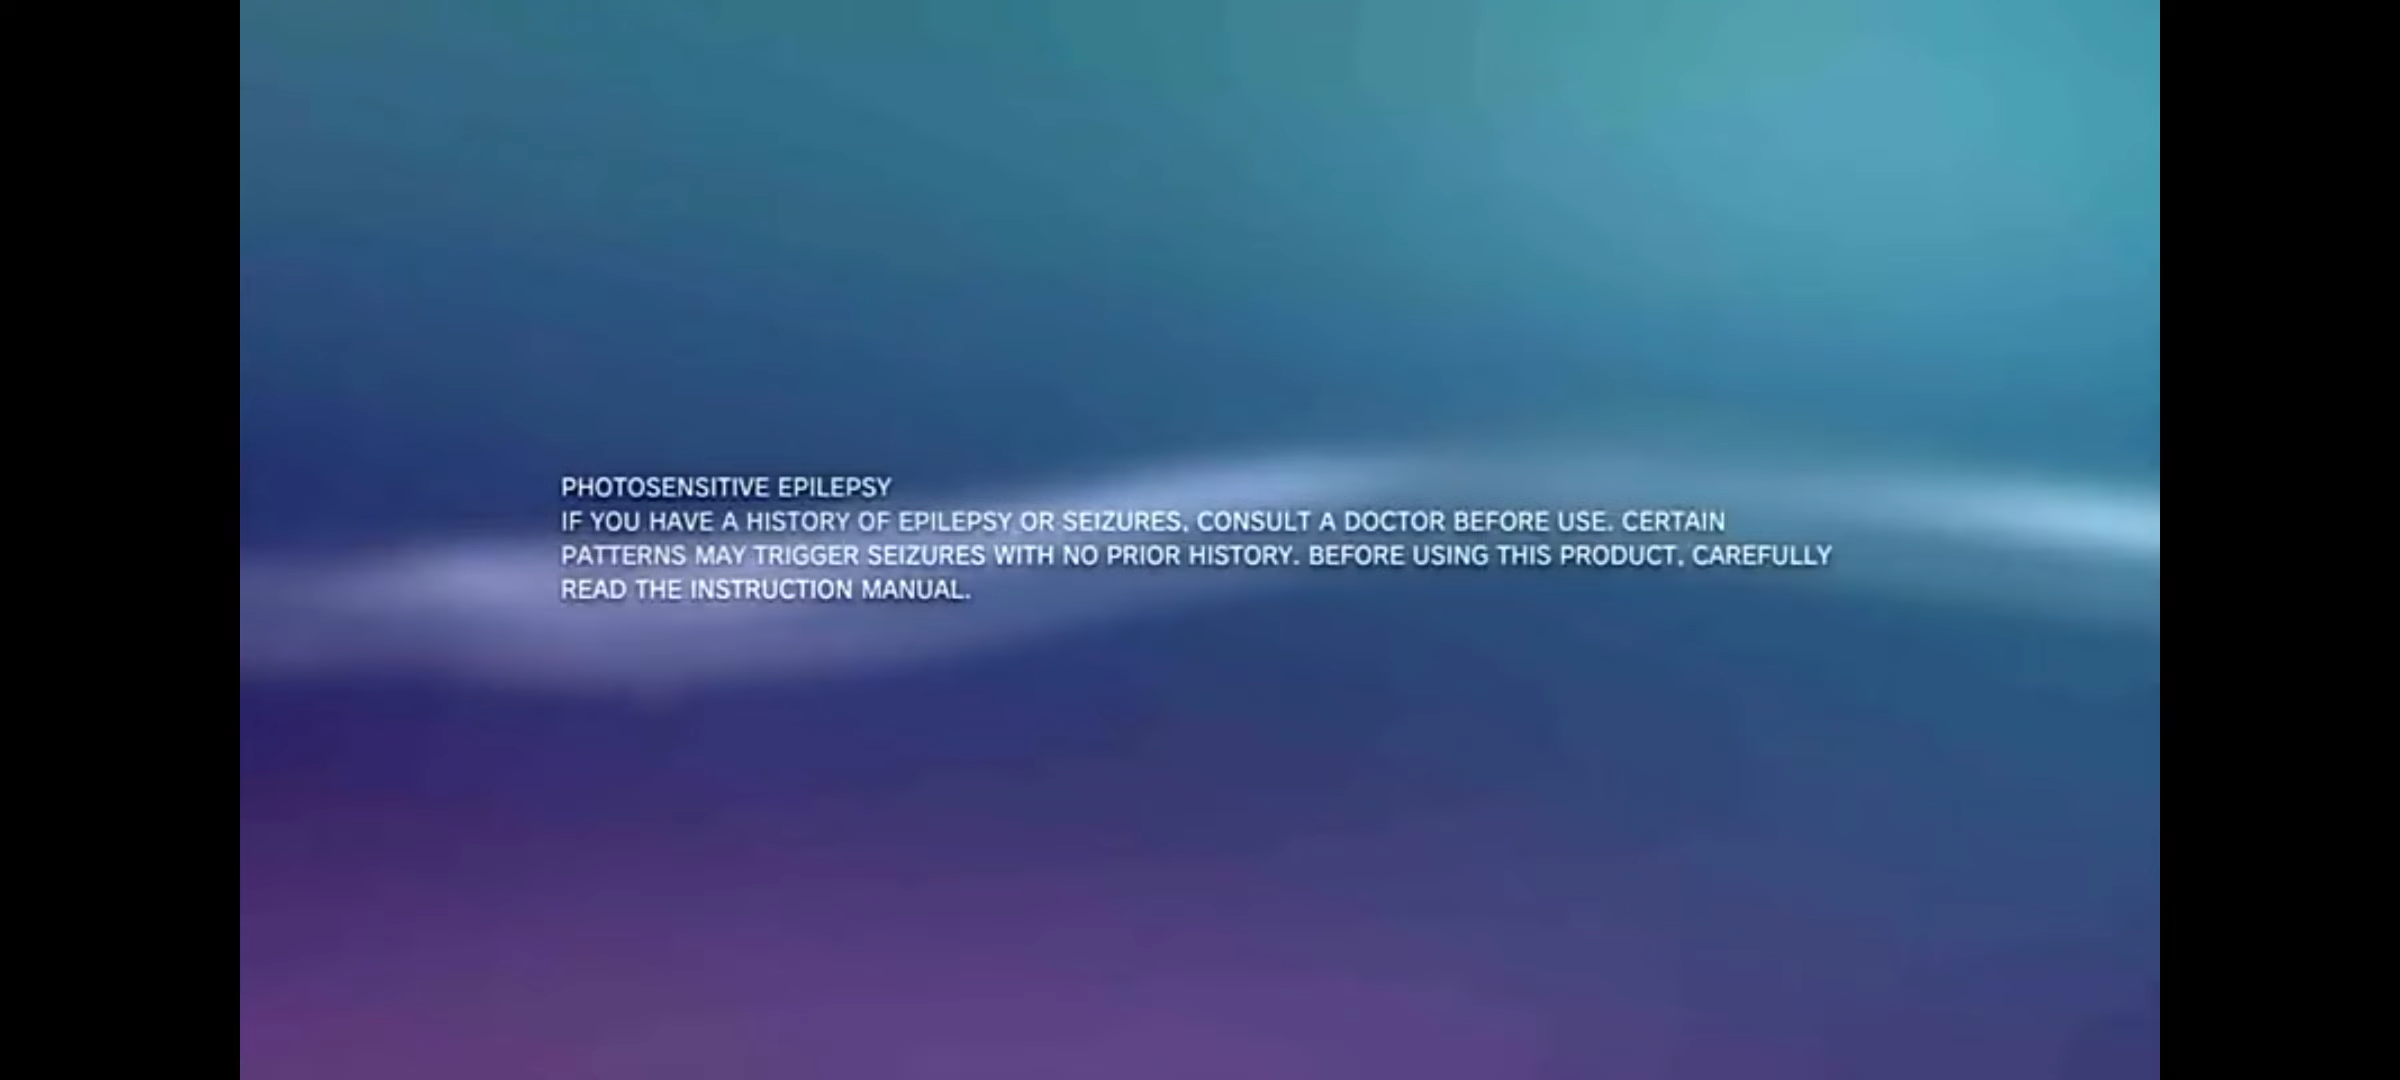 PHOTOSENSITIVE EPILEPSY
IF YOU HAVE A HISTORY OF EPILEPSY OR SEIZURES, CONSULT A DOCTOR BEFORE USE. CERTAIN
PATTERNS MAY TRIGGER SEIZURES WITH NO PRIOR HISTORY. BEFORE USING THIS PRODUCT, CAREFULLY
READ THE INSTRUCTION MANUAL.